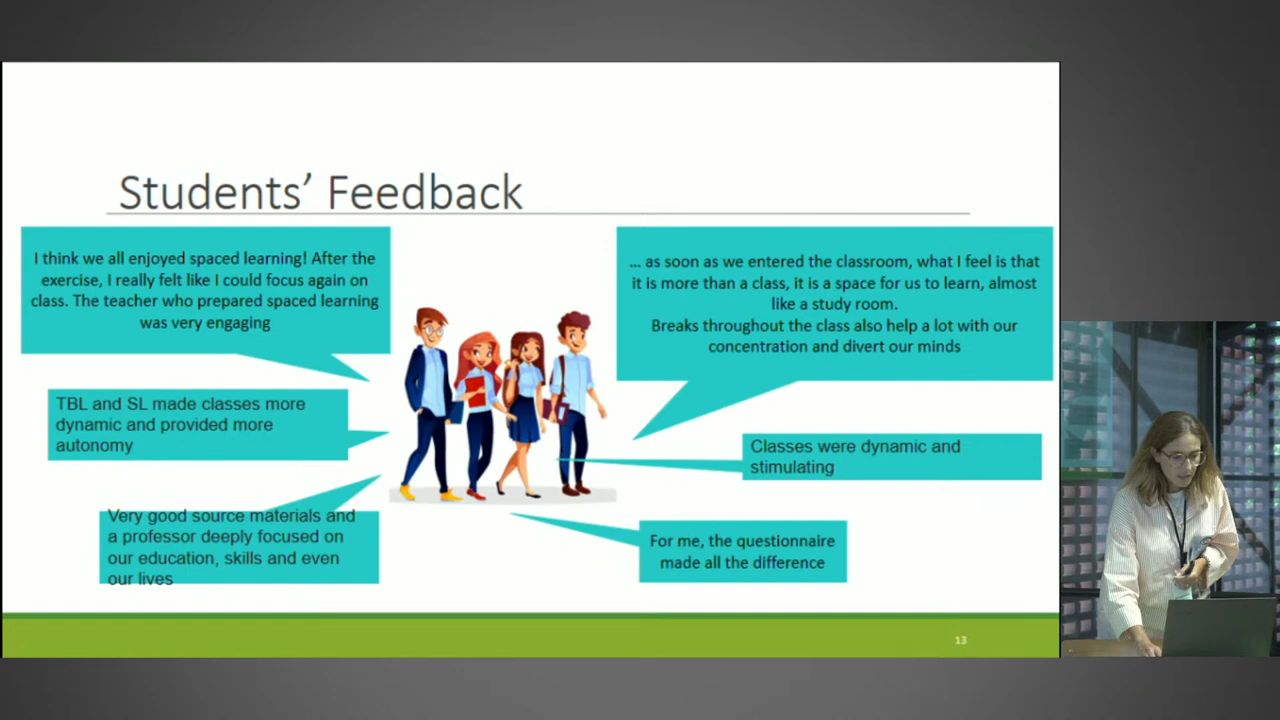 Students’ Feedback
I think we all enjoyed spaced learning! After the
exercise, I really felt like I could focus again on
class. The teacher who prepared spaced learning
was very engaging
... as soon as we entered the classroom, what I feel is that
it is more than a class, it is a space for us to learn, almost
like a study room.
Breaks throughout the class also help a lot with our
concentration and divert our minds
TBL and SL made classes more
dynamic and provided more
autonomy
Classes were dynamic and
stimulating
Very good source materials and
a professor deeply focused on
our education, skills and even
our lives
For me, the questionnaire
made all the difference
13